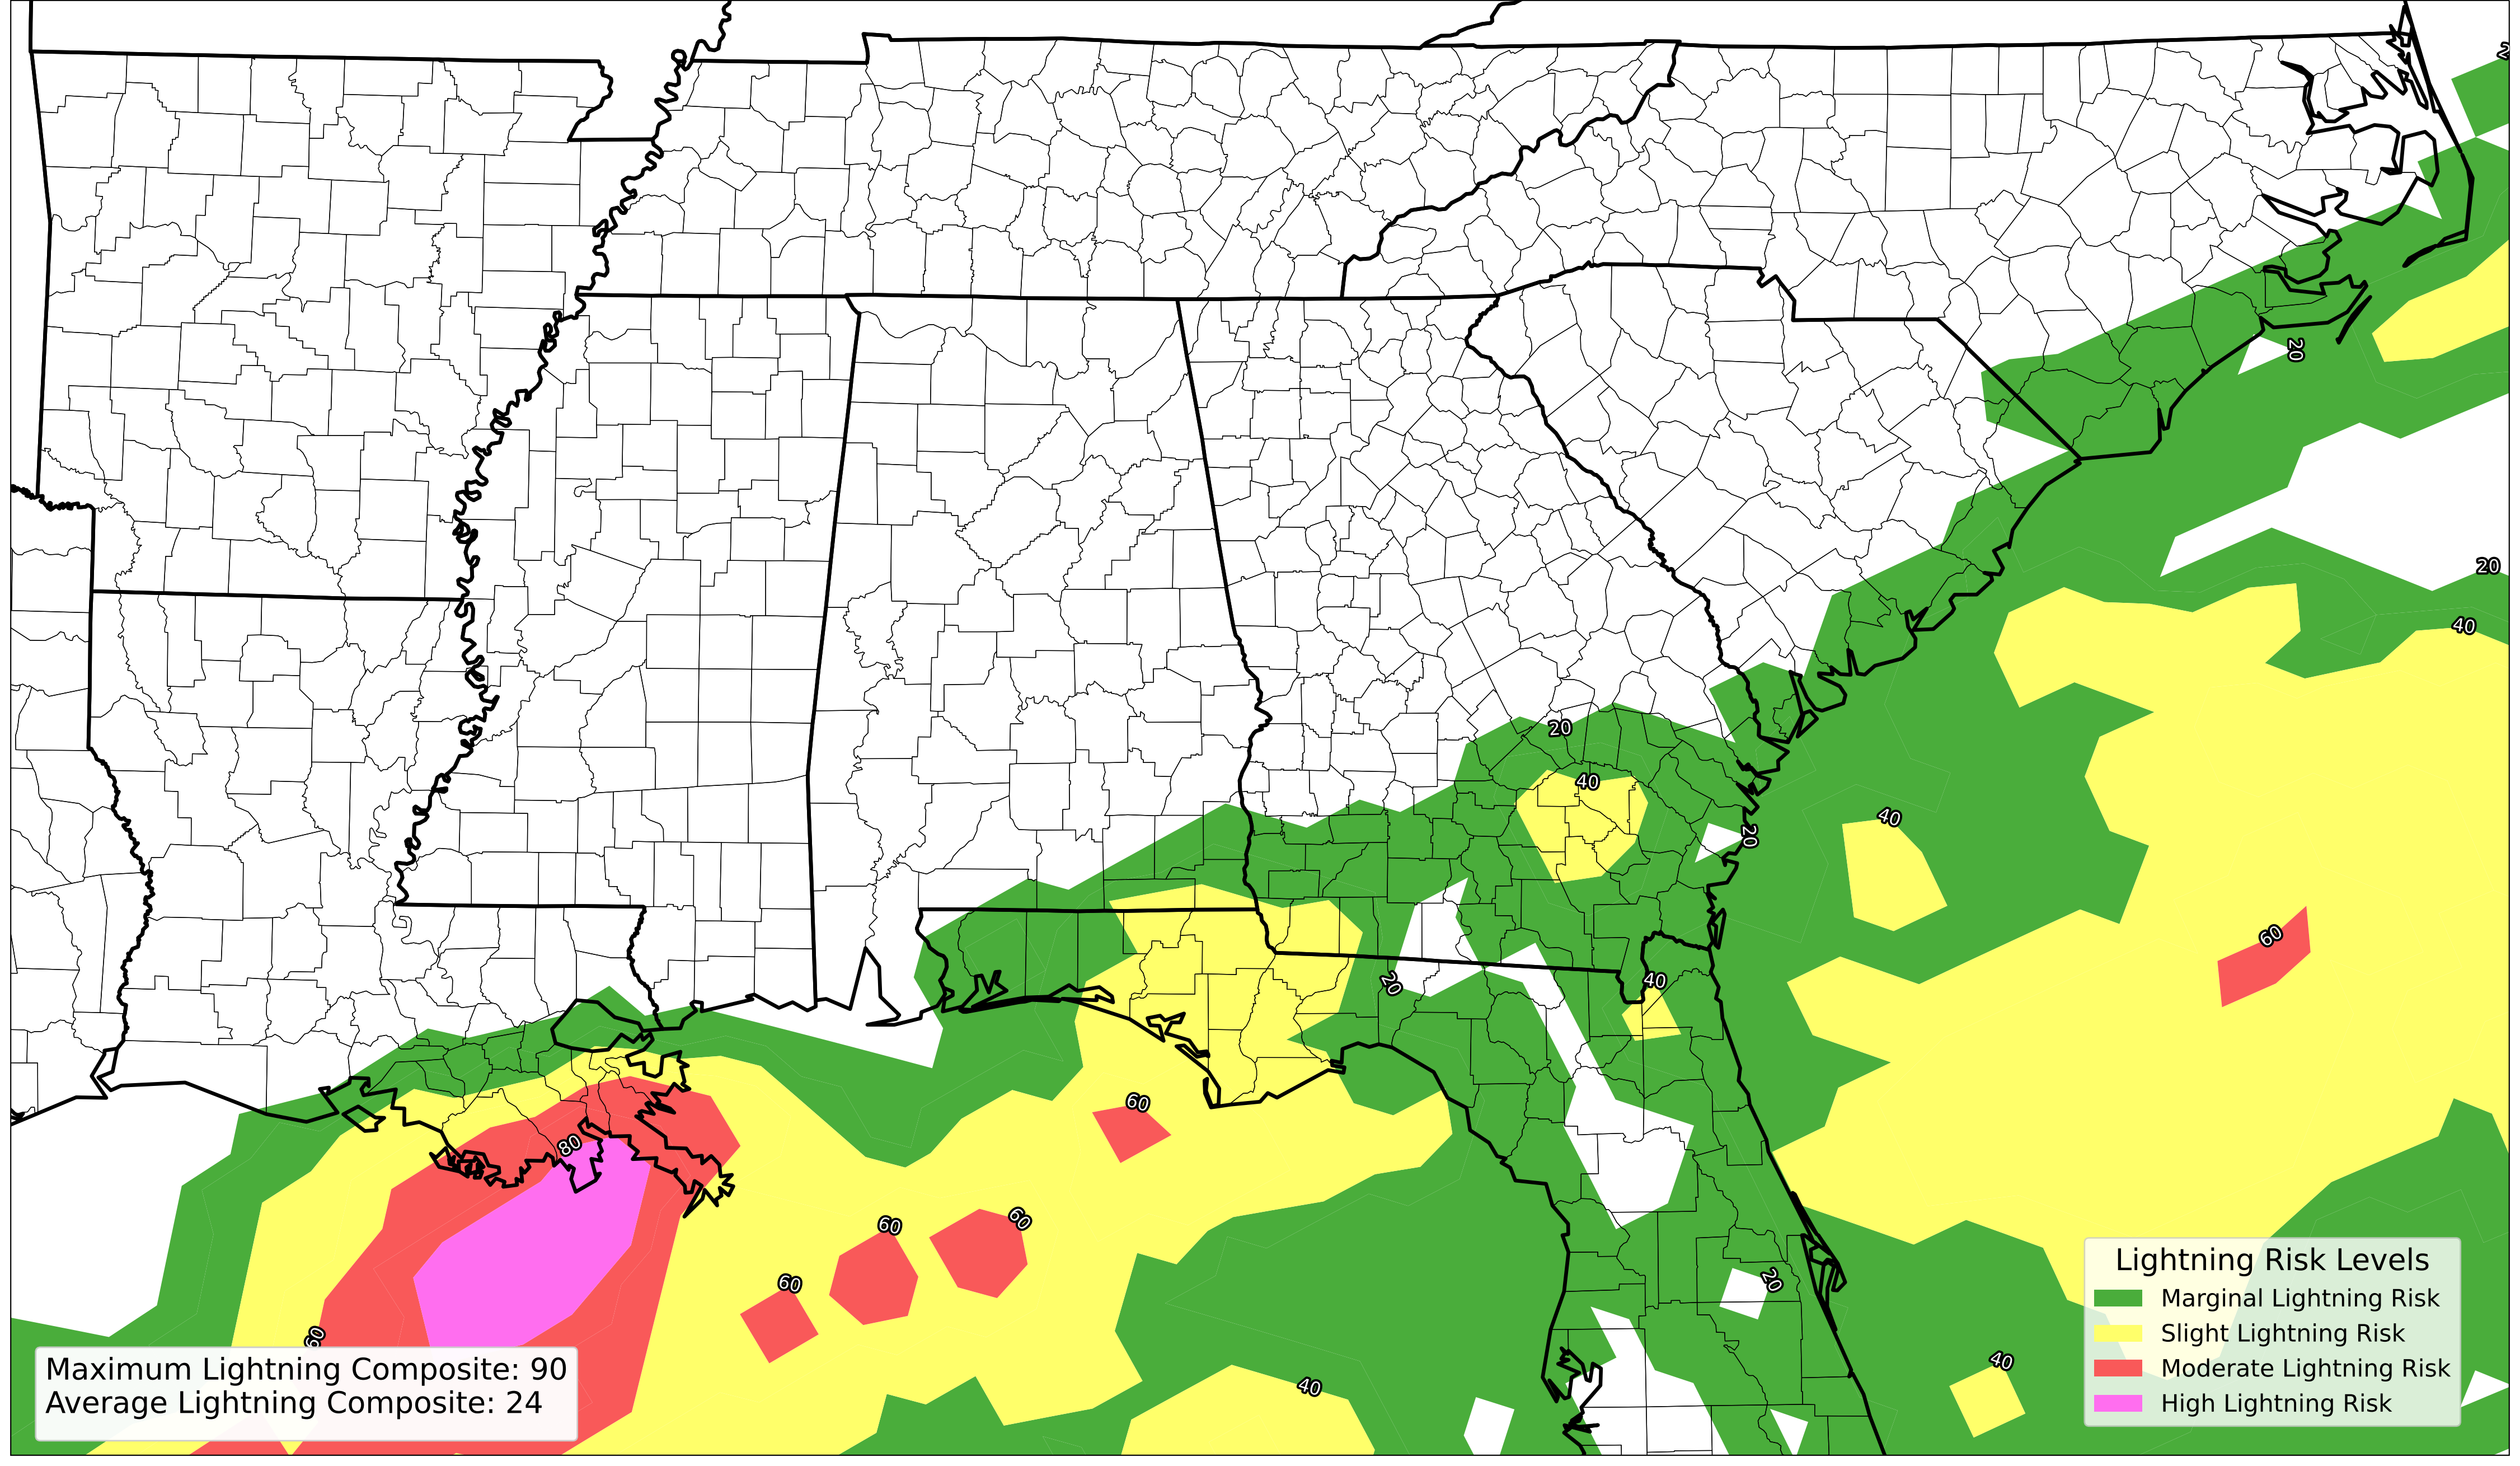 2
20
20
40
20
40
40
20
60
20
40
60
80
60
60
20
60
60
40
40
Lightning Risk Levels
Marginal Lightning Risk
Slight Lightning Risk
Moderate Lightning Risk
High Lightning Risk
Maximum Lightning Composite: 90
Average Lightning Composite: 24